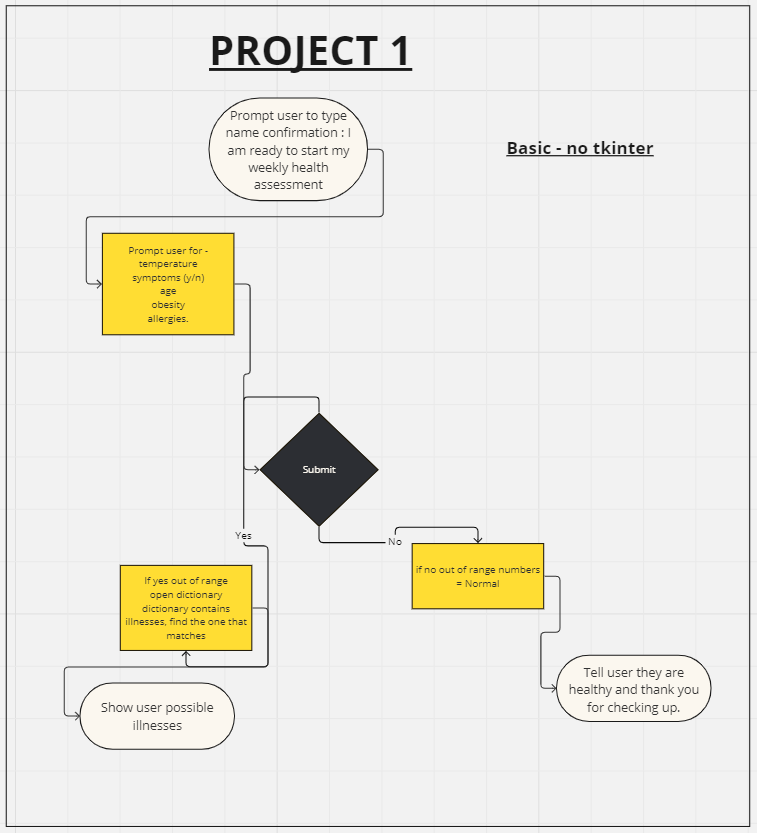 PROJECT 1
Prompt user to type
name confirmation : I
am ready to start my
weekly health
assessment
Basic - no tkinter
Prompt user for -
temperature
symptoms (y/n)
age
obesity
allergies.
Submit
Yes
No
if no out of range numbers
= Normal
If yes out of range
open dictionary
dictionary contains
illnesses, find the one that
matches
Tell user they are
healthy and thank you
for checking up.
Show user possible
illnesses